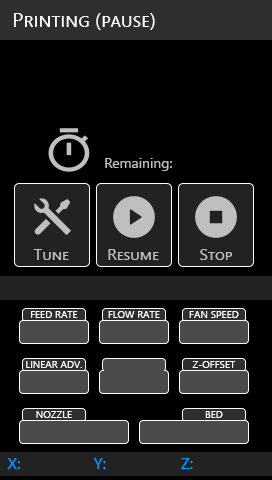 Printing (pause)
Remaining:
Tune Resume Stop
FEED RATE FLOW RATE FAN SPEED
LINEAR ADV. Z-OFFSET
NOZZLE BED
X: Y: Z: